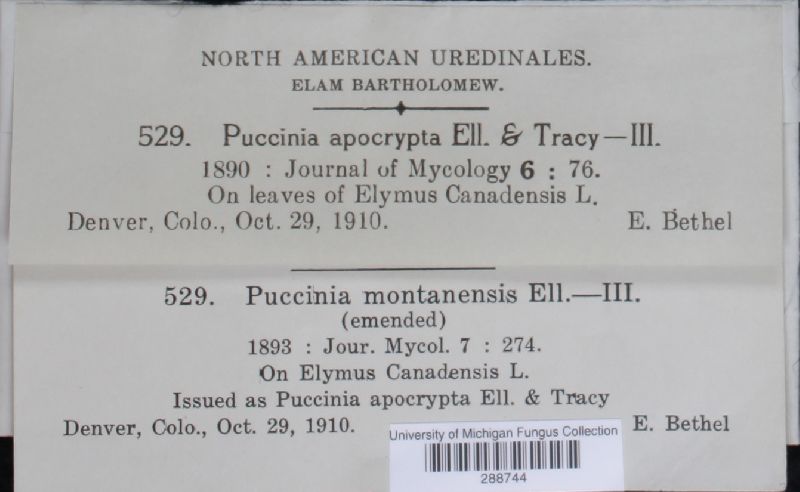 NORTH AMERICAN UREDINALES.
ELAM BARTHOLOMEW.
529. Puccinia apocrypta Ell. & Tracy—III.
1890 : Journal of Mycology 6 : 76.
On leaves of Elymus Canadensis L.
Denver, Colo., Oct. 29, 1910. E. Bethel
529. Puccinia montanensis Ell.—III.
(emended)
1893 : Jour. Mycol. 7 : 274.
On Elymus Canadensis L.
Issued as Puccinia apocrypta Ell. & Tracy
Denver, Colo., Oct. 29, 1910. E. Bethel
University of Michigan Fungus Collection
288744